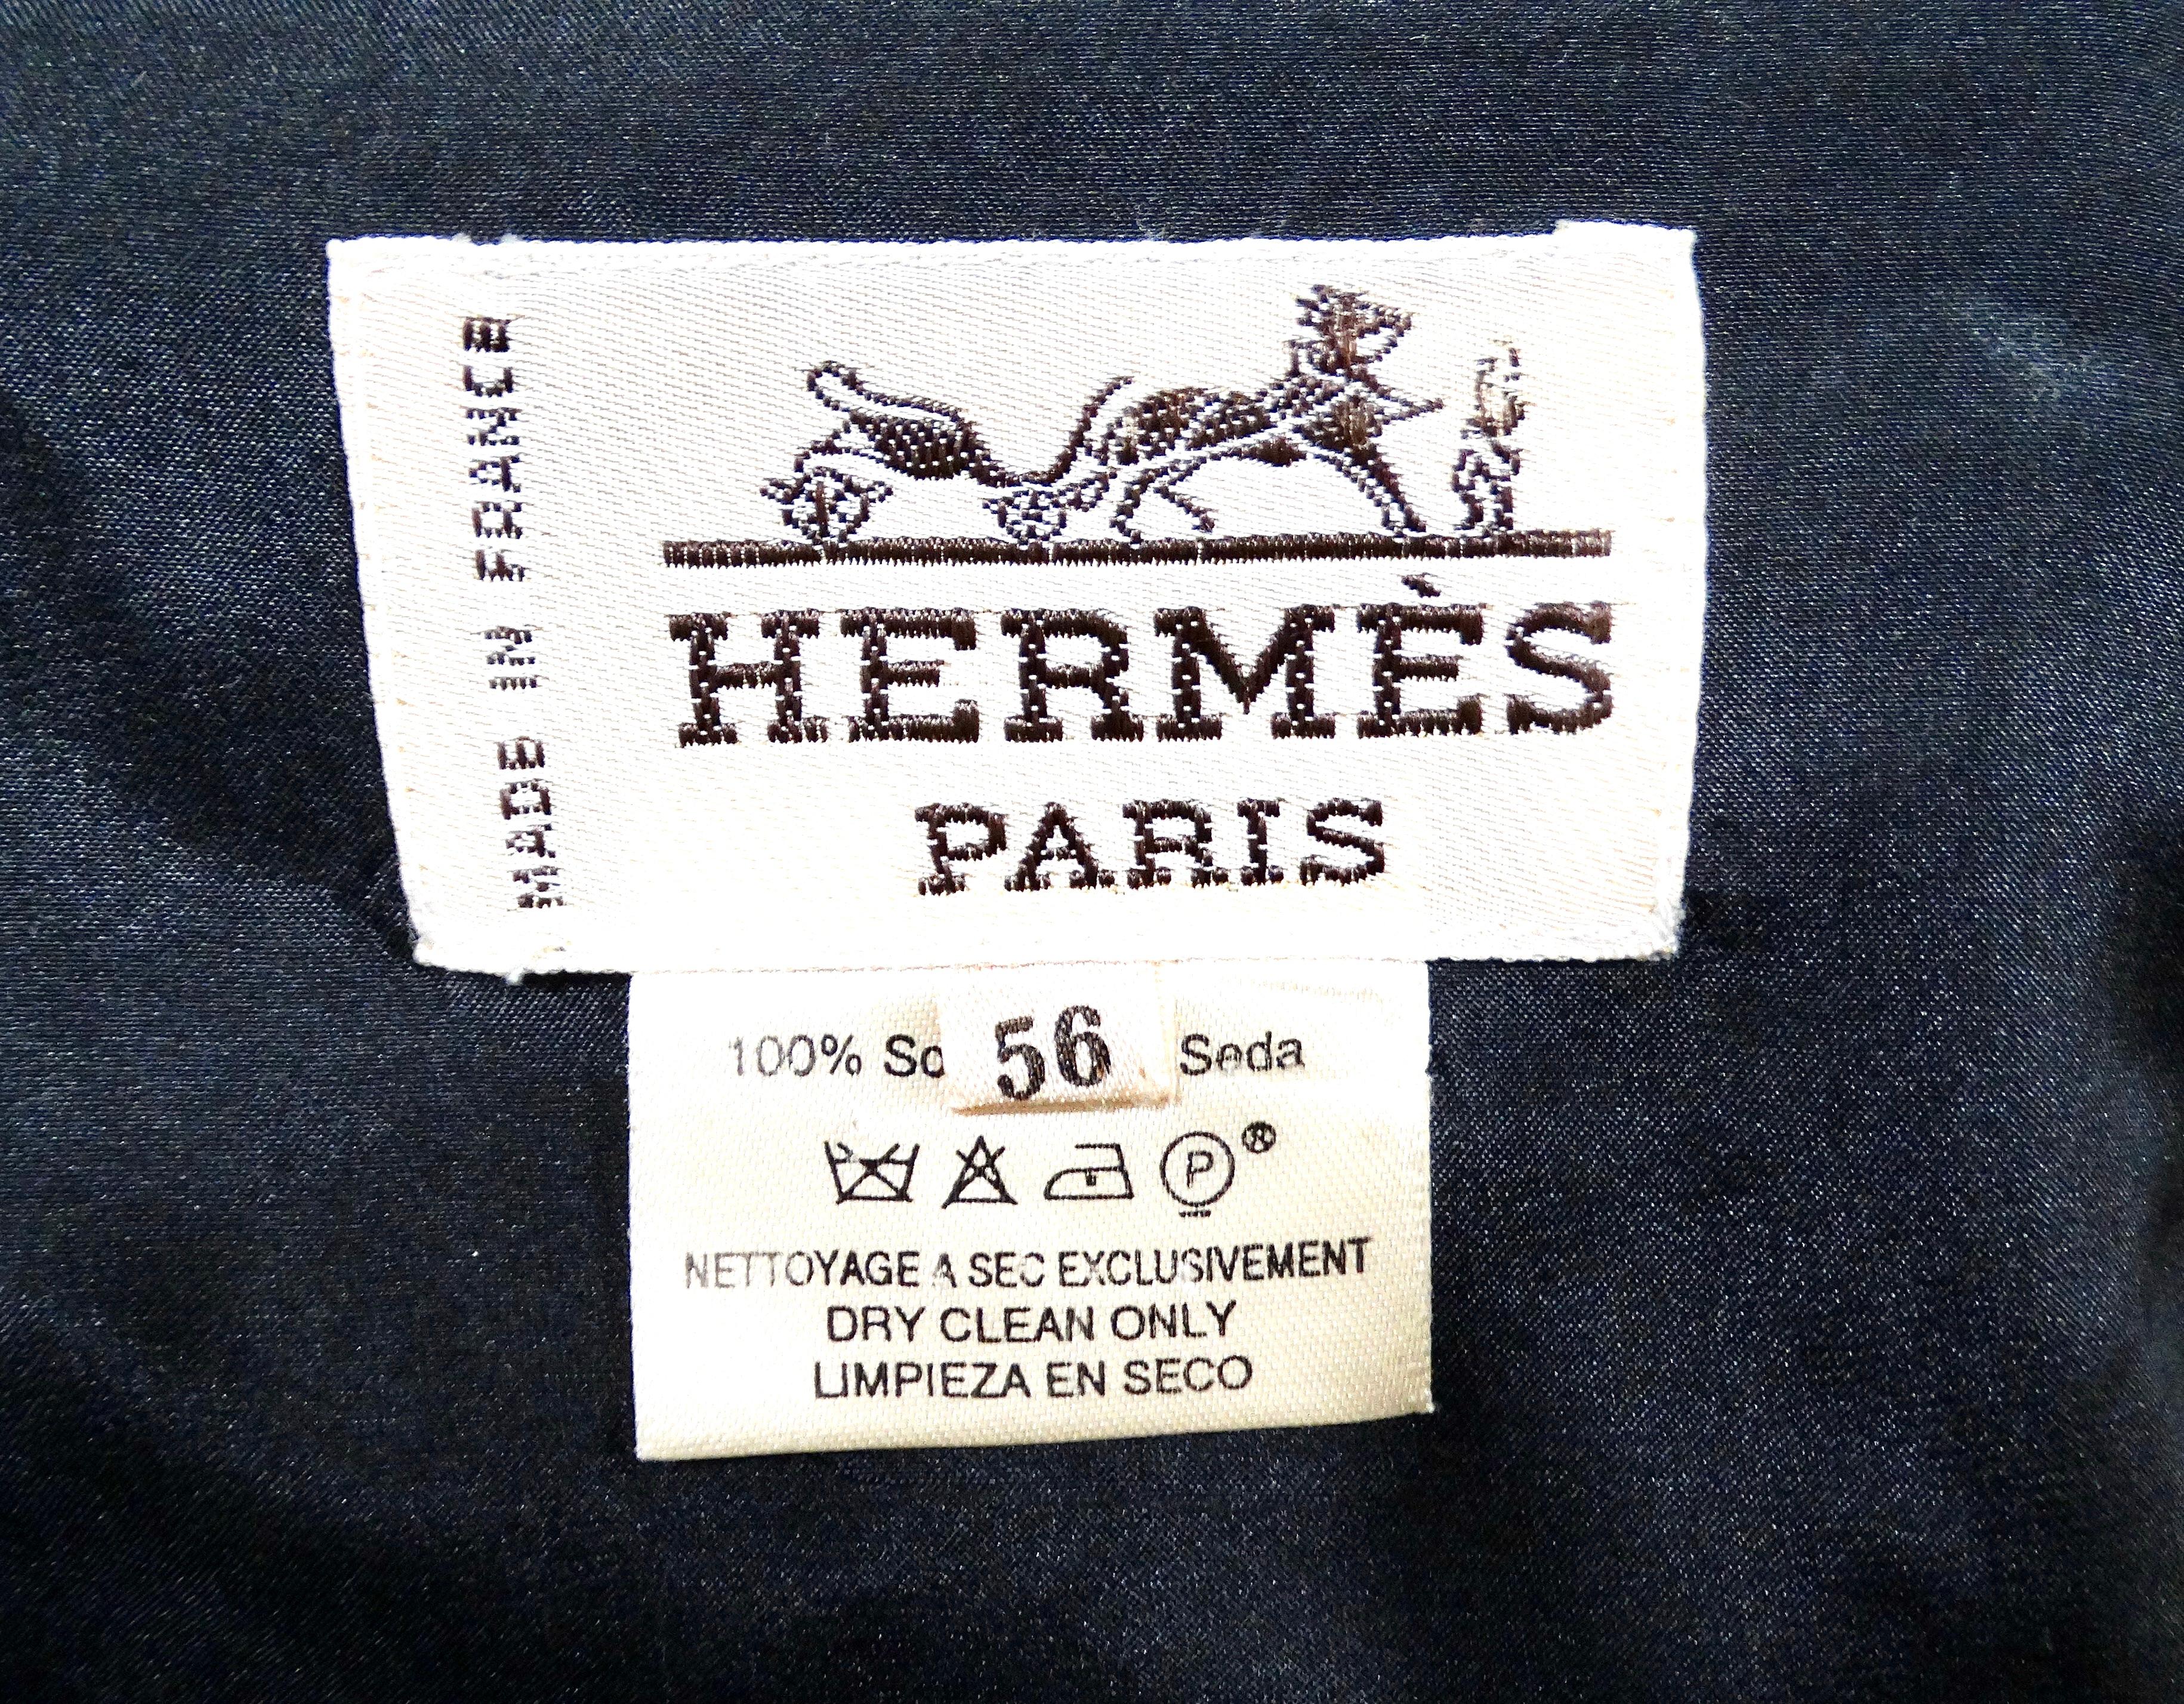 MADE IN FRANCE
HERMÈS
PARIS
56
100% So Seda
P ®
NETTOYAGE A SEC EXCLUSIVEMENT
DRY CLEAN ONLY
LIMPIEZA EN SECO